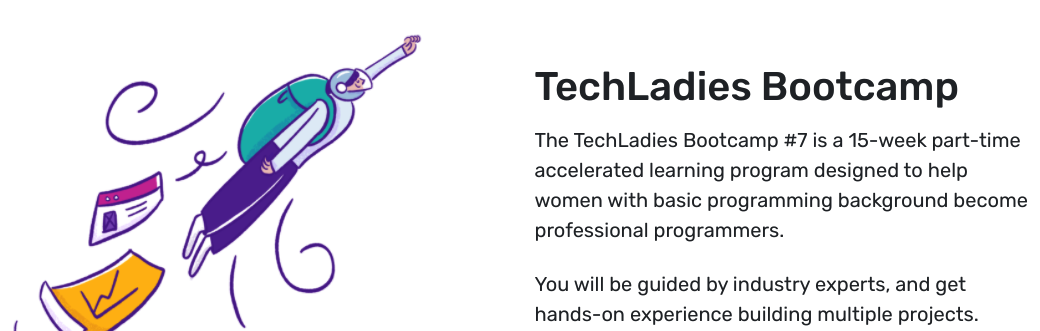 TechLadies Bootcamp
The TechLadies Bootcamp #7 is a 15-week part-time
accelerated learning program designed to help
women with basic programming background become
professional programmers.
You will be guided by industry experts, and get
hands-on experience building multiple projects.